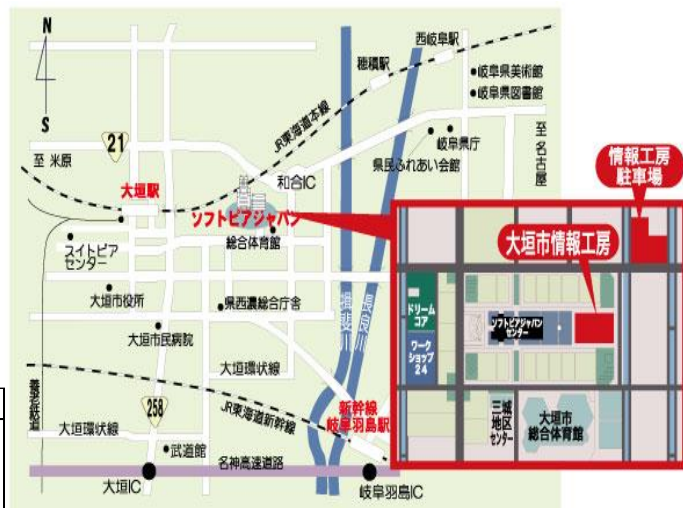 N
S
21
至 米原
大垣駅
スイトピア
センター
大垣市役所
大垣市民病院
養老鉄道
258
大垣環状線
武道館
大垣IC
名神高速道路
岐阜羽島IC
JR東海道新幹線
新幹線
岐阜羽島駅
大垣環状線
県西濃総合庁舎
総合体育館
ソフトピアジャパン
和合IC
JR東海道本線
穂積駅
西岐阜駅
岐阜県美術館
岐阜県図書館
岐阜県庁
県民ふれあい会館
至 名古屋
揖斐川
長良川
情報工房
駐車場
大垣市情報工房
ドリーム
コア
ワーク
ショップ
24
ソフトピアジャパン
センター
三城
地区
センター
大垣市
総合体育館